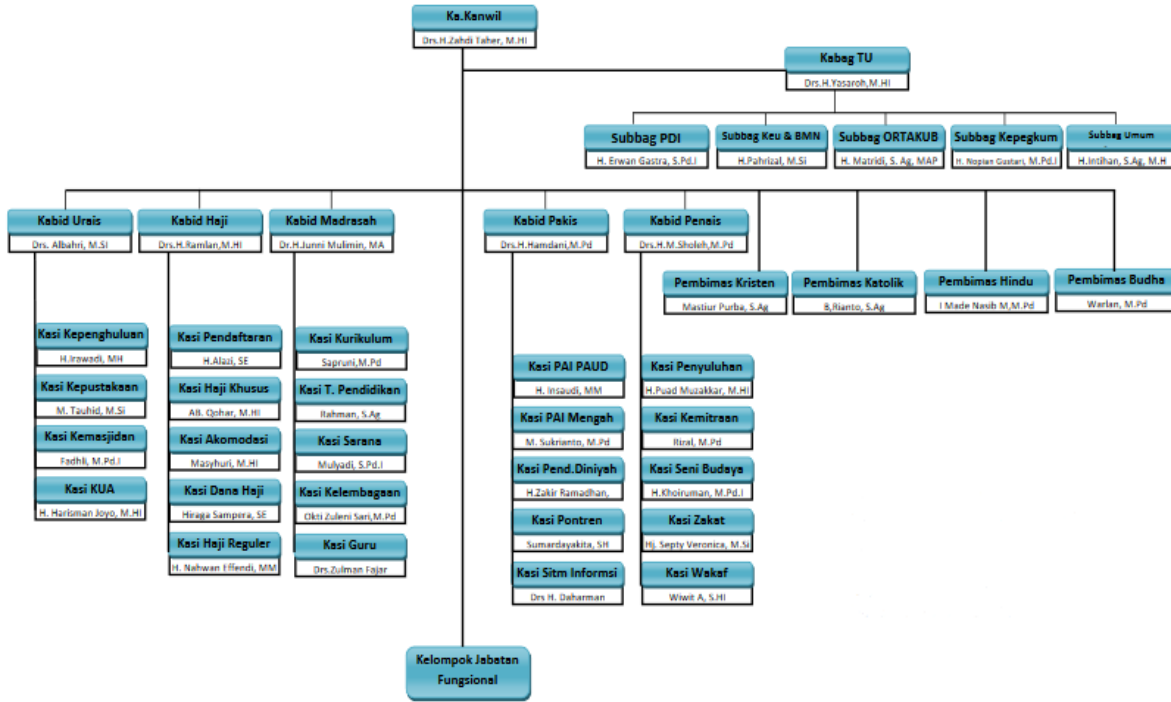 Ka.Kanwil
Drs.H.Zahdi Taher, M.HI
Kabag TU
Drs.H.Yasaroh,M.HI
Subbag PDI
H. Erwan Gastra, S.Pd.I
Subbag Keu & BMN
H.Pahrizal, M.Si
Subbag ORTAKUB
H. Matridi, S. Ag, MAP
Subbag Kepegkum
H. Nopian Gustari, M.Pd.I
Subbag Umum
H.Intihan, S.Ag, M.H
Kabid Urais
Drs. Albahri, M.SI
Kabid Haji
Drs.H.Ramlan,M.HI
Kabid Madrasah
Dr.H.Junni Mulimin, MA
Kabid Pakis
Drs.H.Hamdani,M.Pd
Kabid Penais
Drs.H.M.Sholeh,M.Pd
Pembimas Kristen
Mastiur Purba, S.Ag
Pembimas Katolik
B,Rianto, S.Ag
Pembimas Hindu
I Made Nasib M,M.Pd
Pembimas Budha
Warlan, M.Pd
Kasi Kepenghuluan
H.Irawadi, MH
Kasi Kepustakaan
M. Tauhid, M.Si
Kasi Kemasjidan
Fadhli, M.Pd.I
Kasi KUA
H. Harisman Joyo, M.HI
Kasi Pendaftaran
H.Alazi, SE
Kasi Haji Khusus
AB. Qohar, M.HI
Kasi Akomodasi
Masyhuri, M.HI
Kasi Dana Haji
Hiraga Sampera, SE
Kasi Haji Reguler
H. Nahwan Effendi, MM
Kasi Kurikulum
Sapruni,M.Pd
Kasi T. Pendidikan
Rahman, S.Ag
Kasi Sarana
Mulyadi, S.Pd.I
Kasi Kelembagaan
Okti Zuleni Sari,M.Pd
Kasi Guru
Drs.Zulman Fajar
Kasi PAI PAUD
H. Insaudi, MM
Kasi PAI Mengah
M. Sukrianto, M.Pd
Kasi Pend.Diniyah
H.Zakir Ramadhan,
Kasi Pontren
Sumardayakita, SH
Kasi Sitm Informsi
Drs H. Daharman
Kasi Penyuluhan
H.Puad Muzakkar, M.HI
Kasi Kemitraan
Riral, M.Pd
Kasi Seni Budaya
H.Khoiruman, M.Pd.I
Kasi Zakat
Hj. Septy Veronica, M.Si
Kasi Wakaf
Wiwit A, S.HI
Kelompok Jabatan
Fungsional